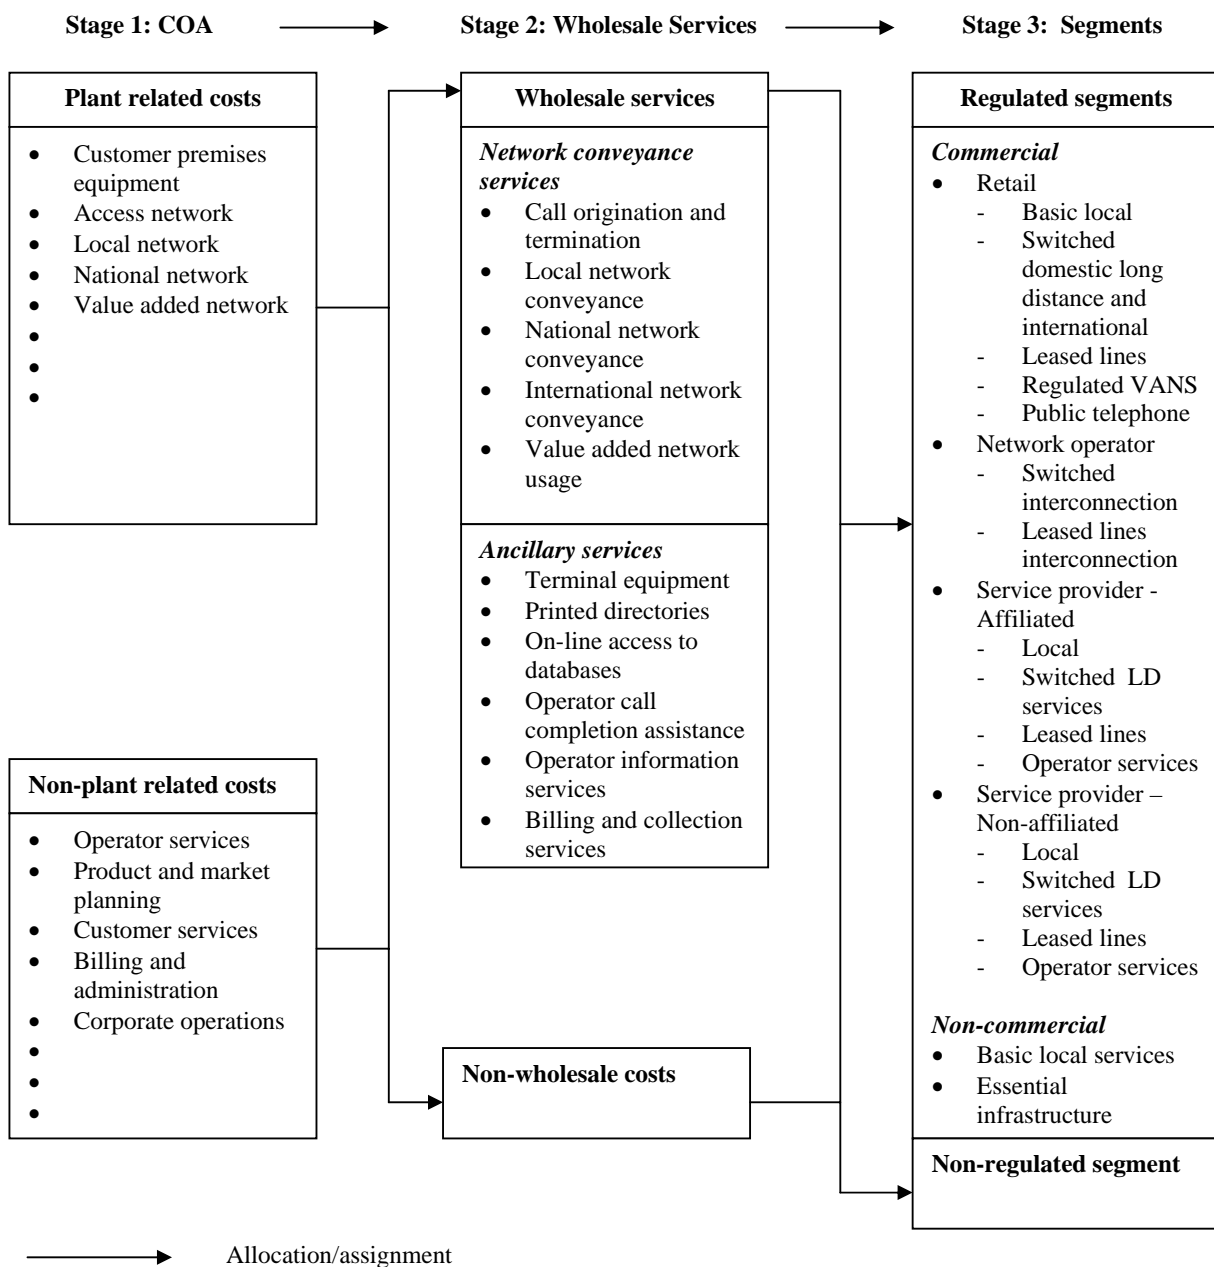 Stage 1: COA
Stage 2: Wholesale Services
Stage 3:  Segments
Plant related costs
• Customer premises
equipment
• Access network
• Local network
• National network
• Value added network
•
•
•
Non-plant related costs
• Operator services
• Product and market
planning
• Customer services
• Billing and
administration
• Corporate operations
•
•
•
Wholesale services
Network conveyance
services
• Call origination and
termination
• Local network
conveyance
• National network
conveyance
• International network
conveyance
• Value added network
usage
Ancillary services
• Terminal equipment
• Printed directories
• On-line access to
databases
• Operator call
completion assistance
• Operator information
services
• Billing and collection
services
Non-wholesale costs
Regulated segments
Commercial
• Retail
- Basic local
- Switched
domestic long
distance and
international
- Leased lines
- Regulated VANS
- Public telephone
• Network operator
- Switched
interconnection
- Leased lines
interconnection
• Service provider -
Affiliated
- Local
- Switched  LD
services
- Leased lines
- Operator services
• Service provider –
Non-affiliated
- Local
- Switched  LD
services
- Leased lines
- Operator services
Non-commercial
• Basic local services
• Essential
infrastructure
Non-regulated segment
Allocation/assignment